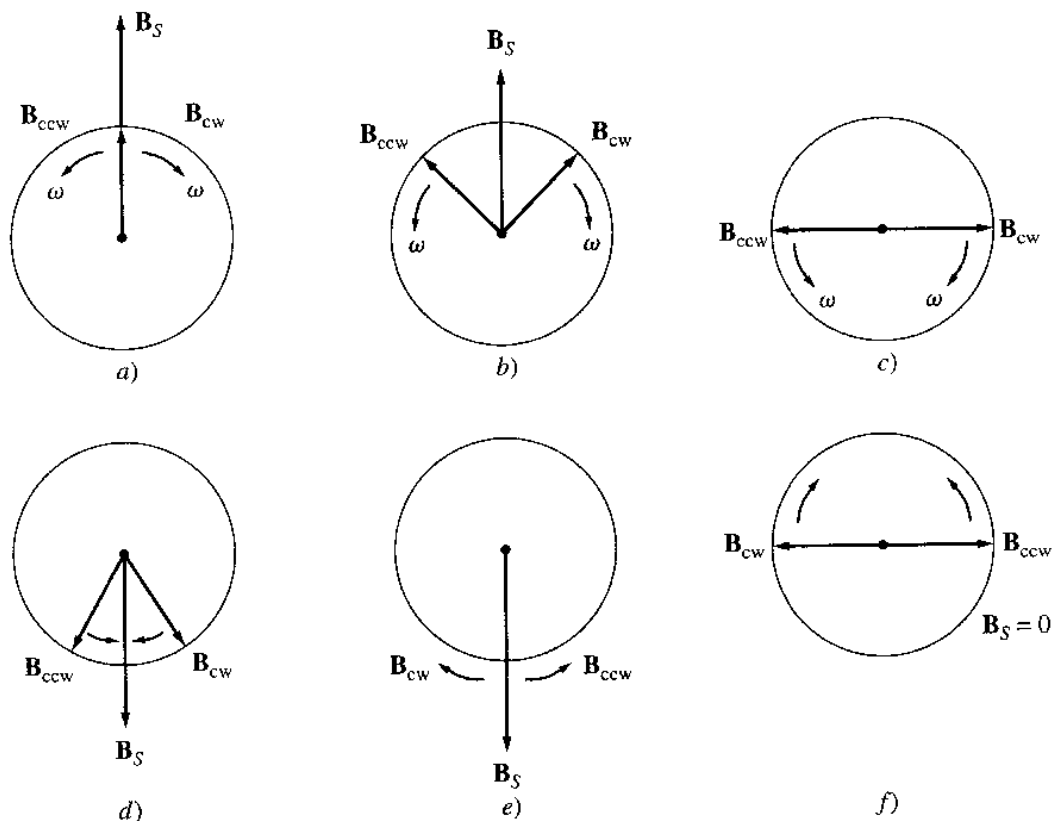 B_S
B_ccw B_cw
ω ω
a)
B_S
B_ccw B_cw
ω ω
b)
B_ccw B_cw
ω ω
c)
B_ccw B_cw
B_S
d)
B_cw B_ccw
B_S
e)
B_cw B_ccw
B_S = 0
f)